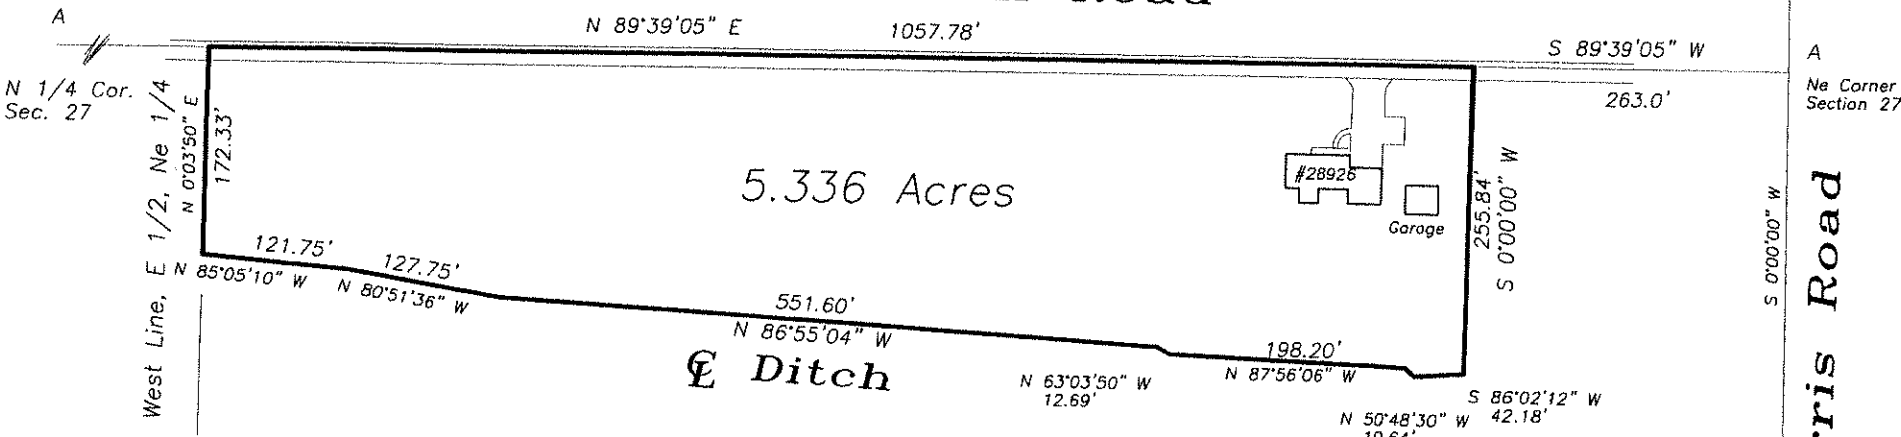 Road
A
N 89°39'05" E
1057.78'
S 89°39'05" W
A
N 1/4 Cor.
Sec. 27
Ne Corner
Section 27
263.0'
West Line, E 1/2, Ne 1/4
N 0°03'50" E
172.33'
5.336 Acres
#28926
Garage
255.84'
S 0°00'00" W
S 0°00'00" W
121.75'
N 85°05'10" W
127.75'
N 80°51'36" W
551.60'
N 86°55'04" W
℄ Ditch
N 63°03'50" W
12.69'
198.20'
N 87°56'06" W
S 86°02'12" W
42.18'
N 50°48'30" W
rris Road